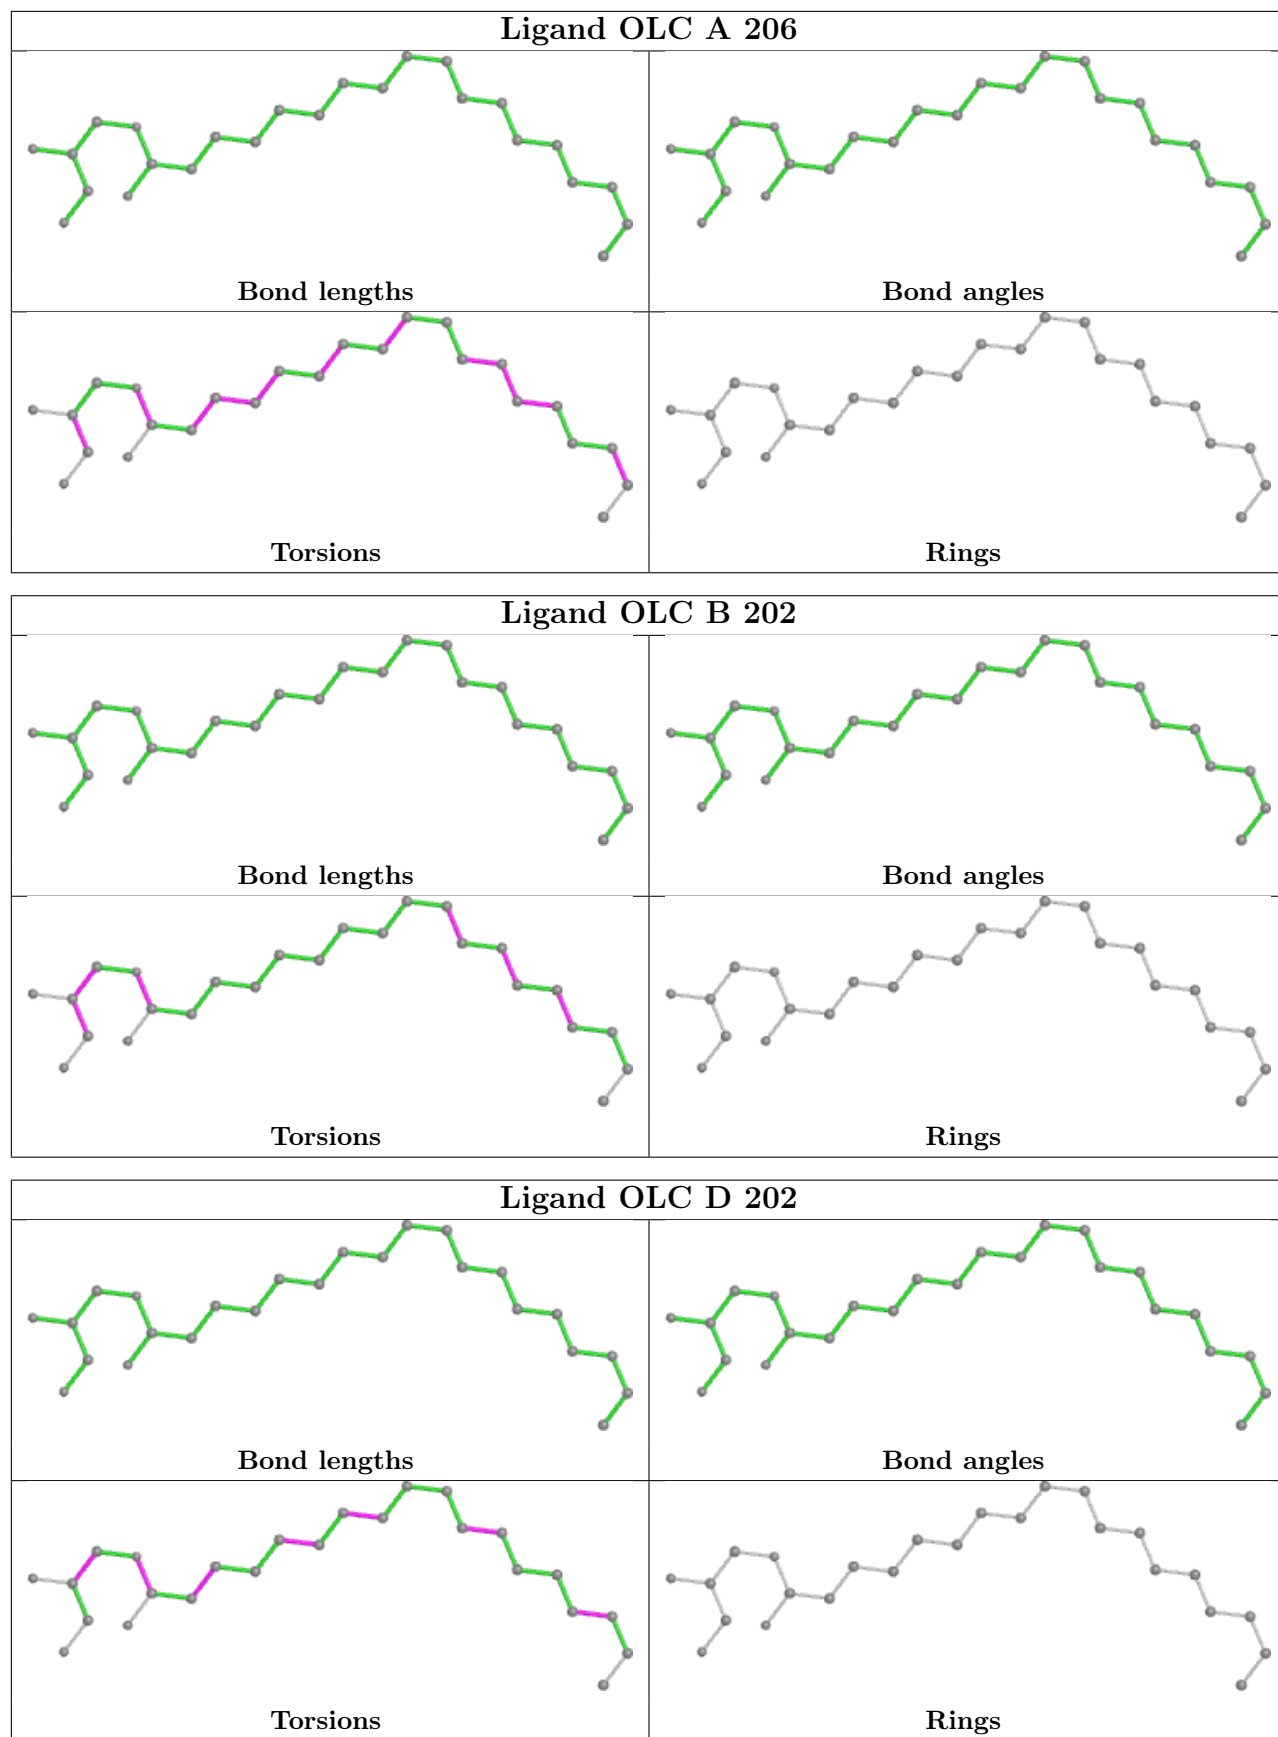 Ligand OLC A 206
Bond lengths
Bond angles
Torsions
Rings
Ligand OLC B 202
Bond lengths
Bond angles
Torsions
Rings
Ligand OLC D 202
Bond lengths
Bond angles
Torsions
Rings